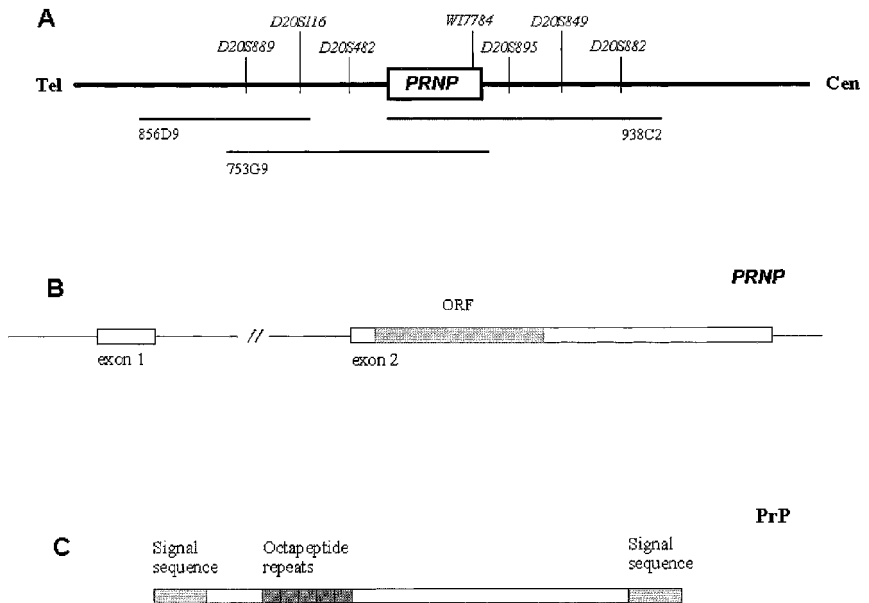 A
D20S116
WI7784
D20S849
D20S889
D20S482
D20S895
D20S882
Tel
PRNP
Cen
856D9
938C2
753G9
B
PRNP
ORF
//
exon 1
exon 2
PrP
C
Signal
sequence
Octapeptide
repeats
Signal
sequence